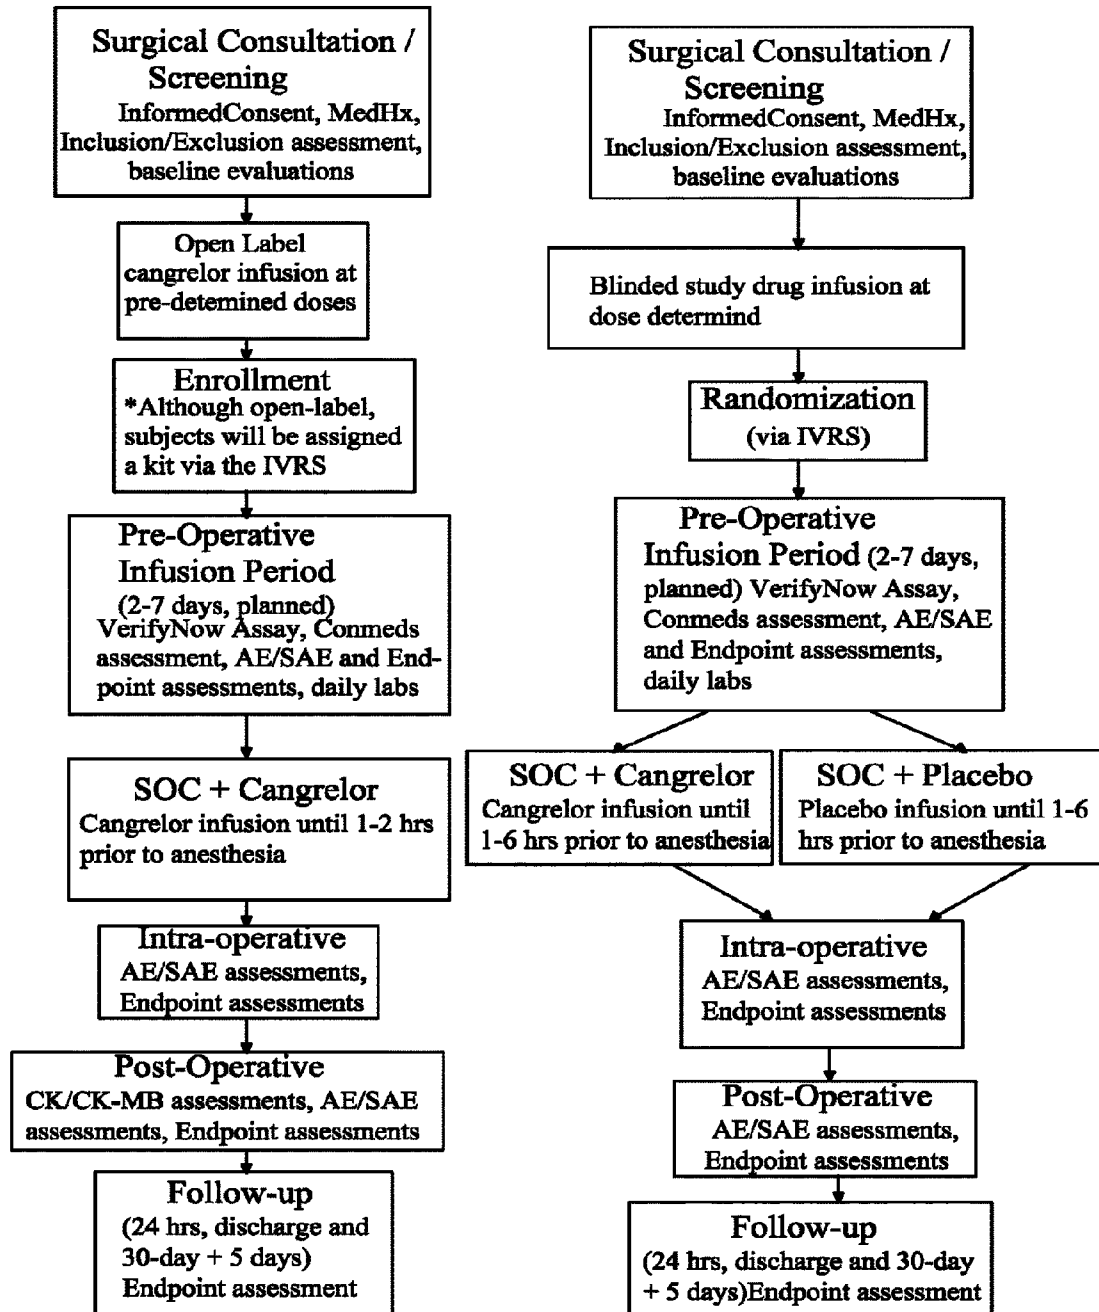 Surgical Consultation /
Screening
InformedConsent, MedHx,
Inclusion/Exclusion assessment,
baseline evaluations
Open Label
cangrelor infusion at
pre-detemined doses
Enrollment
*Although open-label,
subjects will be assigned
a kit via the IVRS
Pre-Operative
Infusion Period
(2-7 days, planned)
VerifyNow Assay, Conmeds
assessment, AE/SAE and End-
point assessments, daily labs
SOC + Cangrelor
Cangrelor infusion until 1-2 hrs
prior to anesthesia
Intra-operative
AE/SAE assessments,
Endpoint assessments
Post-Operative
CK/CK-MB assessments, AE/SAE
assessments, Endpoint assessments
Follow-up
(24 hrs, discharge and
30-day + 5 days)
Endpoint assessment
Surgical Consultation /
Screening
InformedConsent, MedHx,
Inclusion/Exclusion assessment,
baseline evaluations
Blinded study drug infusion at
dose determind
Randomization
(via IVRS)
Pre-Operative
Infusion Period (2-7 days,
planned) VerifyNow Assay,
Conmeds assessment, AE/SAE
and Endpoint assessments,
daily labs
SOC + Cangrelor
Cangrelor infusion until
1-6 hrs prior to anesthesia
SOC + Placebo
Placebo infusion until 1-6
hrs prior to anesthesia
Intra-operative
AE/SAE assessments,
Endpoint assessments
Post-Operative
AE/SAE assessments,
Endpoint assessments
Follow-up
(24 hrs, discharge and 30-day
+ 5 days)Endpoint assessment